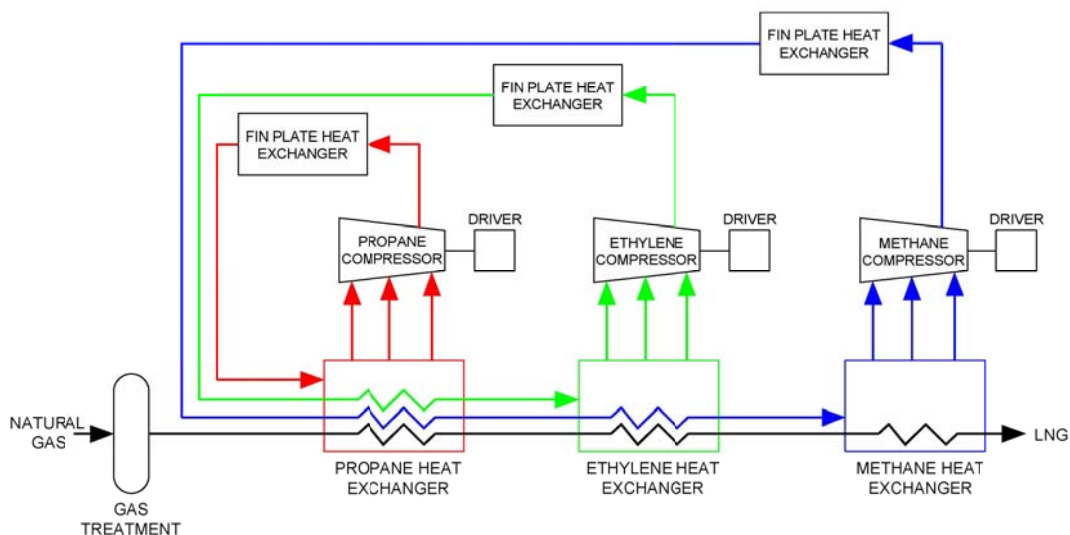 FIN PLATE HEAT
EXCHANGER
FIN PLATE HEAT
EXCHANGER
FIN PLATE HEAT
EXCHANGER
DRIVER
DRIVER
DRIVER
PROPANE
COMPRESSOR
ETHYLENE
COMPRESSOR
METHANE
COMPRESSOR
NATURAL
GAS
LNG
PROPANE HEAT
EXCHANGER
ETHYLENE HEAT
EXCHANGER
METHANE HEAT
EXCHANGER
GAS
TREATMENT